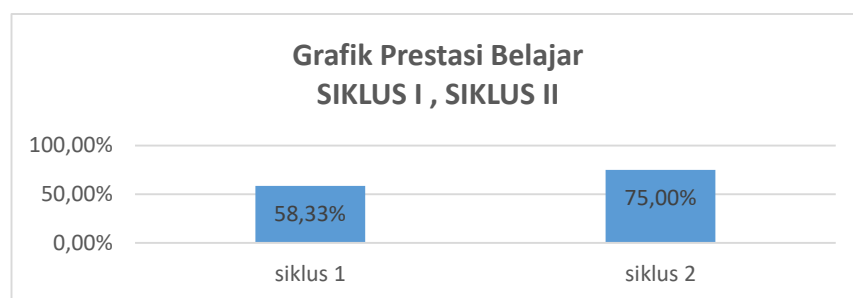 Grafik Prestasi Belajar
SIKLUS I , SIKLUS II
100,00%
50,00%
0,00%
58,33%
75,00%
siklus 1
siklus 2